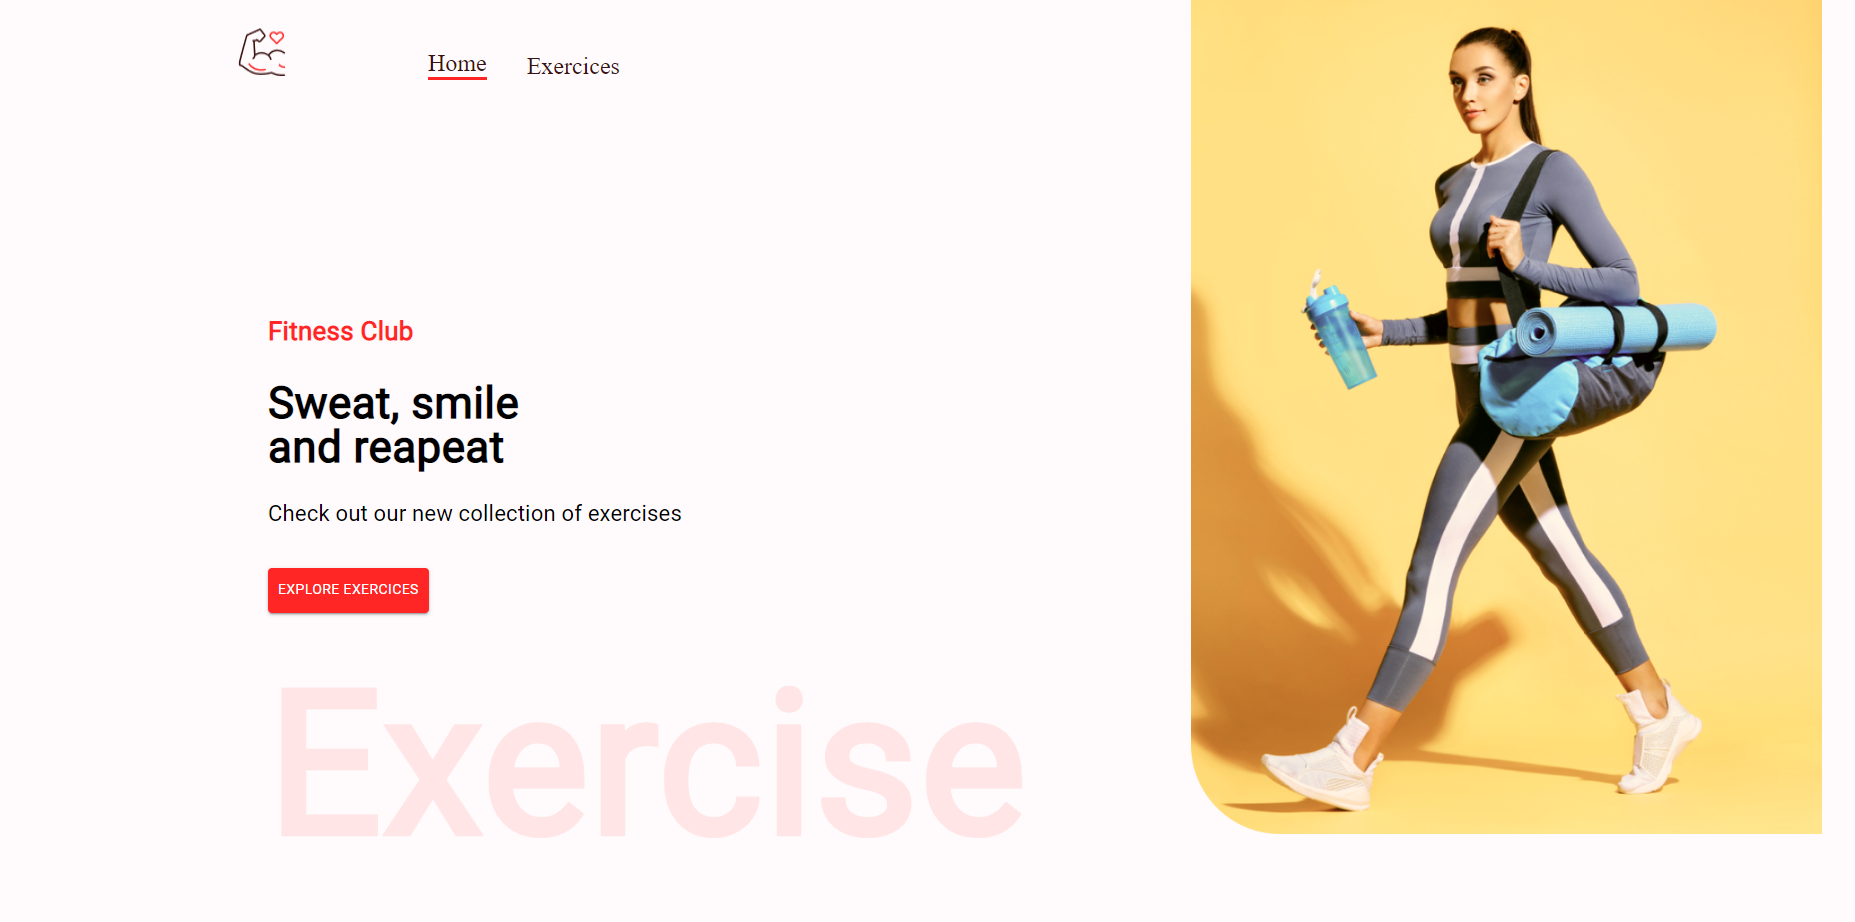 Home
Exercices
Fitness Club
Sweat, smile
and reapeat
Check out our new collection of exercises
EXPLORE EXERCICES
Exercise